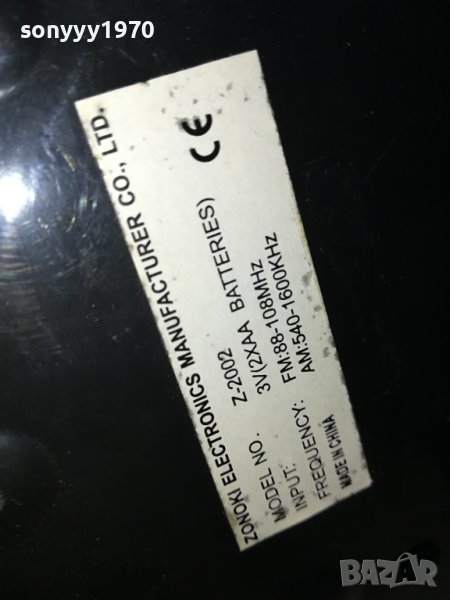 sonyyy1970
ZONOKI ELECTRONICS MANUFACTURER CO., LTD.
MODEL NO. Z-2002
INPUT: 3V(2XAA BATTERIES)
FREQUENCY: FM:88-108MHz
AM:540-1600KHz
MADE IN CHINA
CE
BAZAR